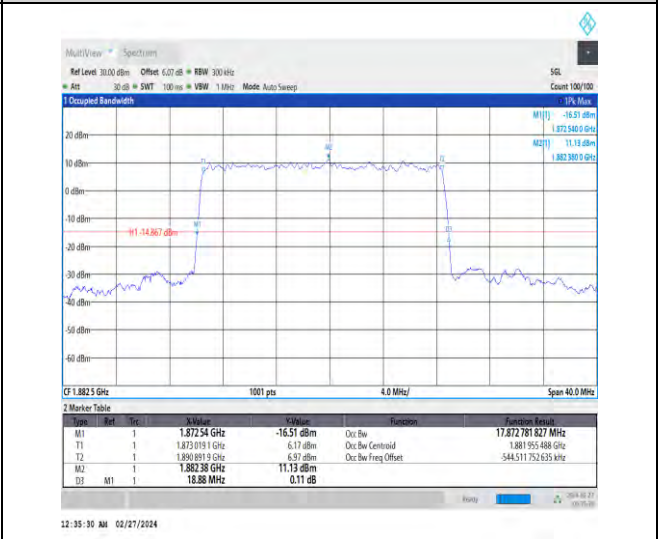 MultiView Spectrum
Ref Level 30.00 dBm Offset 6.07 dB RBW 300 kHz SGL
Att 30 dB SWT 100 ms VBW 1 MHz Mode Auto Sweep Count 100/100
1 Occupied Bandwidth 1Pk Max
M1[1] -16.51 dBm
1.872 540 0 GHz
M2[1] 11.13 dBm
1.882 380 0 GHz
20 dBm
M2
T1 T2
10 dBm
0 dBm
-10 dBm
M1
H1 -14.867 dBm
D3
-20 dBm
-30 dBm
-40 dBm
-50 dBm
-60 dBm
CF 1.882 5 GHz 1001 pts 4.0 MHz/ Span 40.0 MHz
2 Marker Table
Type Ref Trc X-Value Y-Value Function Function Result
M1 1 1.872 54 GHz -16.51 dBm Occ Bw 17.872 781 827 MHz
T1 1 1.873 019 1 GHz 6.17 dBm Occ Bw Centroid 1.881 955 488 GHz
T2 1 1.890 891 9 GHz 6.97 dBm Occ Bw Freq Offset -544.511 752 635 kHz
M2 1 1.882 38 GHz 11.13 dBm
D3 M1 1 18.88 MHz 0.11 dB
12:35:30 AM 02/27/2024